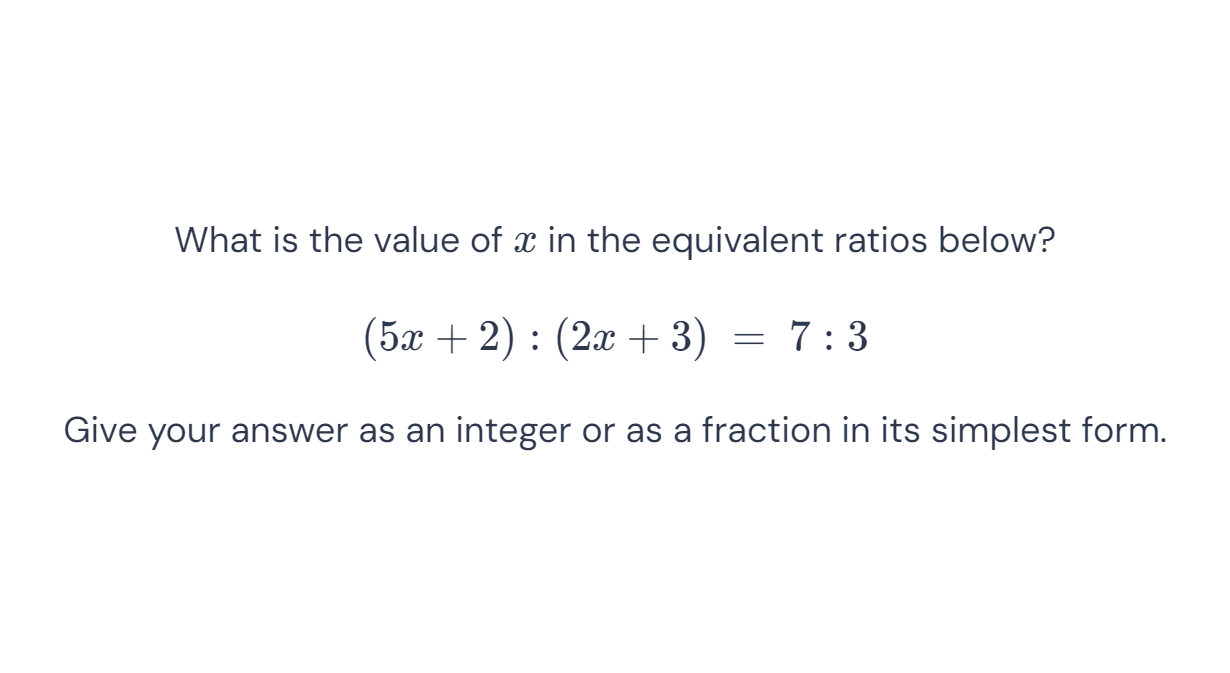 What is the value of x in the equivalent ratios below?
(5x + 2) : (2x + 3) = 7 : 3
Give your answer as an integer or as a fraction in its simplest form.